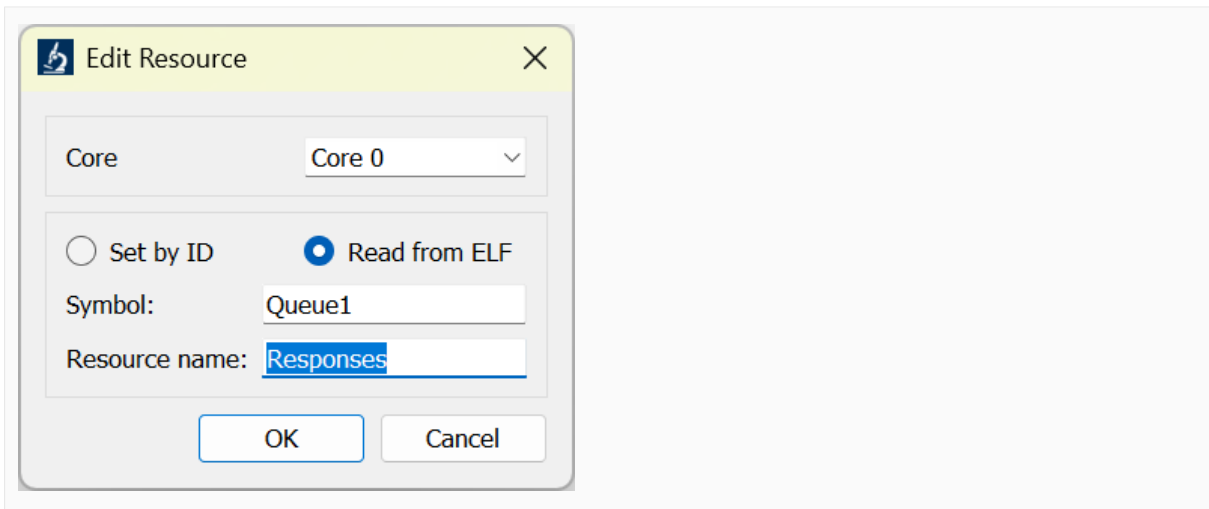 Edit Resource
Core Core 0
Set by ID Read from ELF
Symbol: Queue1
Resource name: Responses
OK Cancel